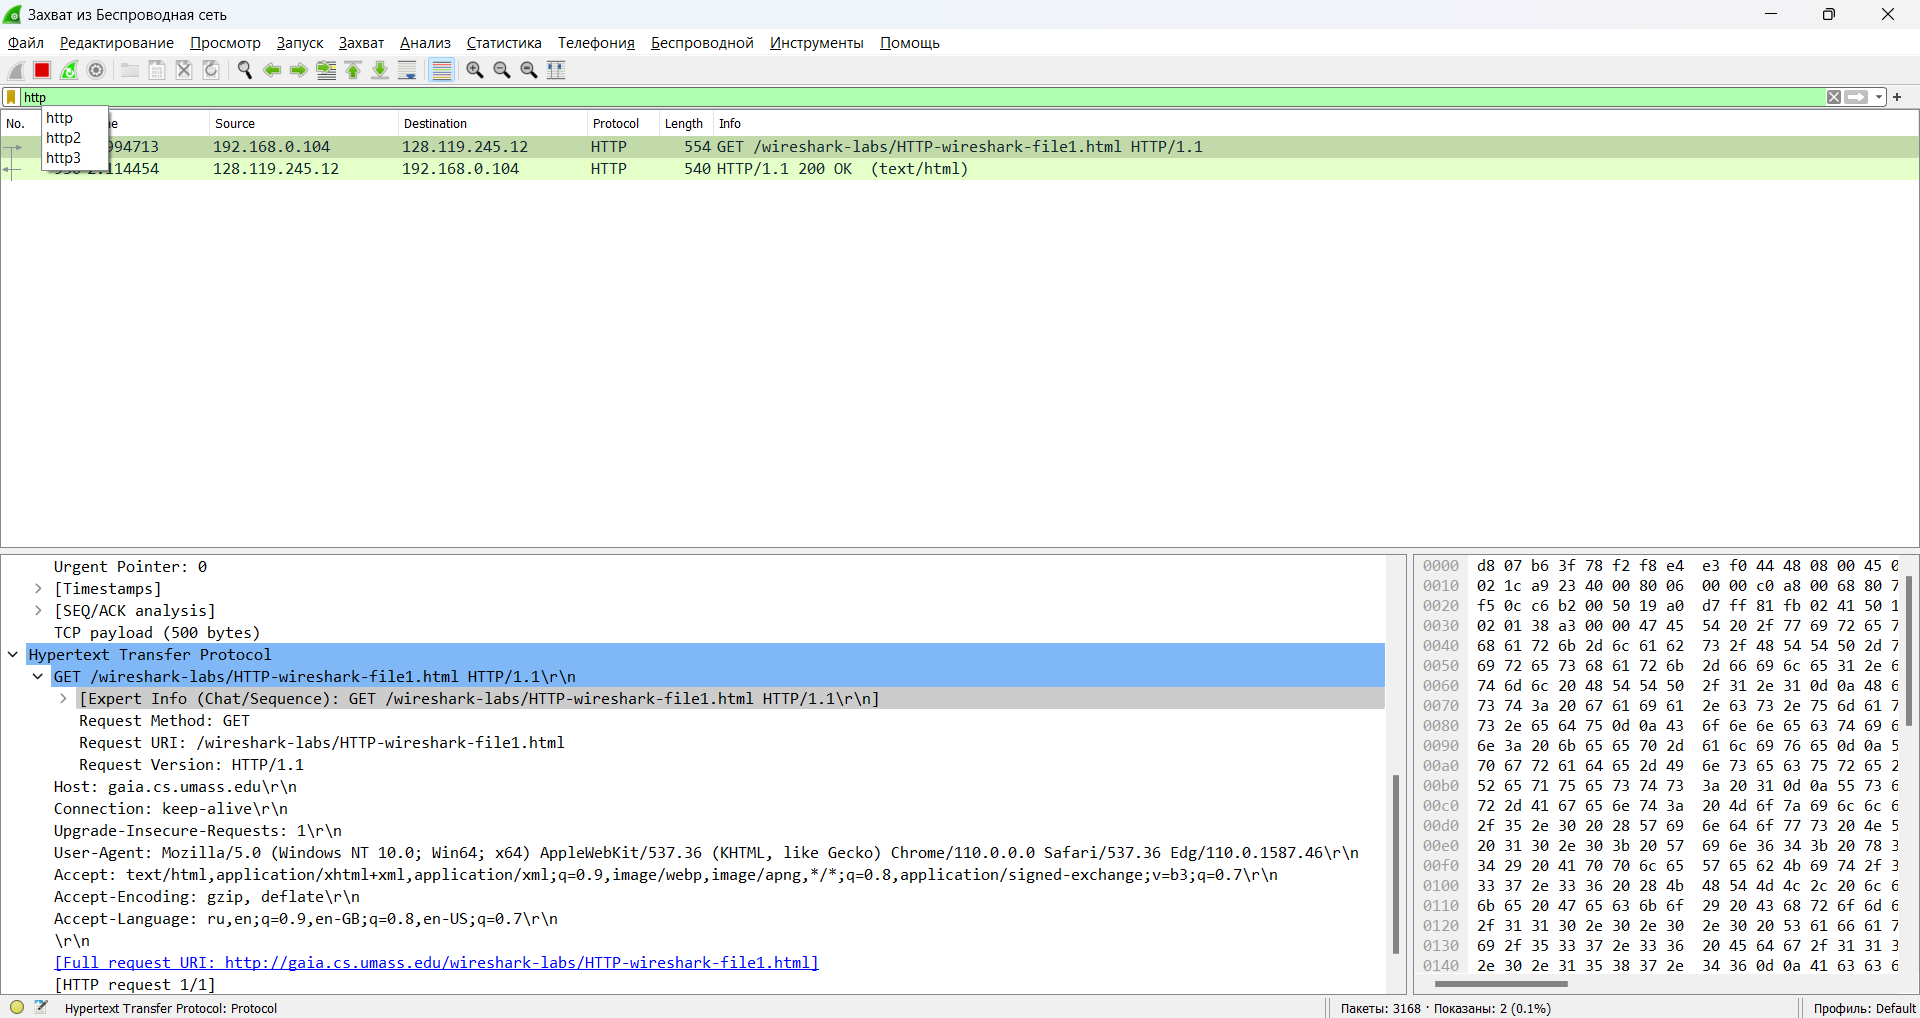 Захват из Беспроводная сеть
Файл Редактирование Просмотр Запуск Захват Анализ Статистика Телефония Беспроводной Инструменты Помощь
http
http
http2
http3
No. Source Destination Protocol Length Info
994713 192.168.0.104 128.119.245.12 HTTP 554 GET /wireshark-labs/HTTP-wireshark-file1.html HTTP/1.1
114454 128.119.245.12 192.168.0.104 HTTP 540 HTTP/1.1 200 OK (text/html)
Urgent Pointer: 0
[Timestamps]
[SEQ/ACK analysis]
TCP payload (500 bytes)
Hypertext Transfer Protocol
GET /wireshark-labs/HTTP-wireshark-file1.html HTTP/1.1\r\n
[Expert Info (Chat/Sequence): GET /wireshark-labs/HTTP-wireshark-file1.html HTTP/1.1\r\n]
Request Method: GET
Request URI: /wireshark-labs/HTTP-wireshark-file1.html
Request Version: HTTP/1.1
Host: gaia.cs.umass.edu\r\n
Connection: keep-alive\r\n
Upgrade-Insecure-Requests: 1\r\n
User-Agent: Mozilla/5.0 (Windows NT 10.0; Win64; x64) AppleWebKit/537.36 (KHTML, like Gecko) Chrome/110.0.0.0 Safari/537.36 Edg/110.0.1587.46\r\n
Accept: text/html,application/xhtml+xml,application/xml;q=0.9,image/webp,image/apng,*/*;q=0.8,application/signed-exchange;v=b3;q=0.7\r\n
Accept-Encoding: gzip, deflate\r\n
Accept-Language: ru,en;q=0.9,en-GB;q=0.8,en-US;q=0.7\r\n
\r\n
[Full request URI: http://gaia.cs.umass.edu/wireshark-labs/HTTP-wireshark-file1.html]
[HTTP request 1/1]
0000 d8 07 b6 3f 78 f2 f8 e4 e3 f0 44 48 08 00 45
0010 02 1c a9 23 40 00 80 06 00 00 c0 a8 00 68 80
0020 f5 0c c6 b2 00 50 19 a0 d7 ff 81 fb 02 41 50
0030 02 01 38 a3 00 00 47 45 54 20 2f 77 69 72 65
0040 68 61 72 6b 2d 6c 61 62 73 2f 48 54 54 50 2d
0050 69 72 65 73 68 61 72 6b 2d 66 69 6c 65 31 2e
0060 74 6d 6c 20 48 54 54 50 2f 31 2e 31 0d 0a 48
0070 73 74 3a 20 67 61 69 61 2e 63 73 2e 75 6d 61
0080 73 2e 65 64 75 0d 0a 43 6f 6e 6e 65 63 74 69
0090 6e 3a 20 6b 65 65 70 2d 61 6c 69 76 65 0d 0a
00a0 70 67 72 61 64 65 2d 49 6e 73 65 63 75 72 65
00b0 52 65 71 75 65 73 74 73 3a 20 31 0d 0a 55 73
00c0 72 2d 41 67 65 6e 74 3a 20 4d 6f 7a 69 6c 6c
00d0 2f 35 2e 30 20 28 57 69 6e 64 6f 77 73 20 4e
00e0 20 31 30 2e 30 3b 20 57 69 6e 36 34 3b 20 78
00f0 34 29 20 41 70 70 6c 65 57 65 62 4b 69 74 2f
0100 33 37 2e 33 36 20 28 4b 48 54 4d 4c 2c 20 6c
0110 6b 65 20 47 65 63 6b 6f 29 20 43 68 72 6f 6d
0120 2f 31 31 30 2e 30 2e 30 2e 30 20 53 61 66 61
0130 69 2f 35 33 37 2e 33 36 20 45 64 67 2f 31 31
0140 2e 30 2e 31 35 38 37 2e 34 36 0d 0a 41 63 63
Hypertext Transfer Protocol: Protocol Пакеты: 3168 · Показаны: 2 (0.1%) Профиль: Default